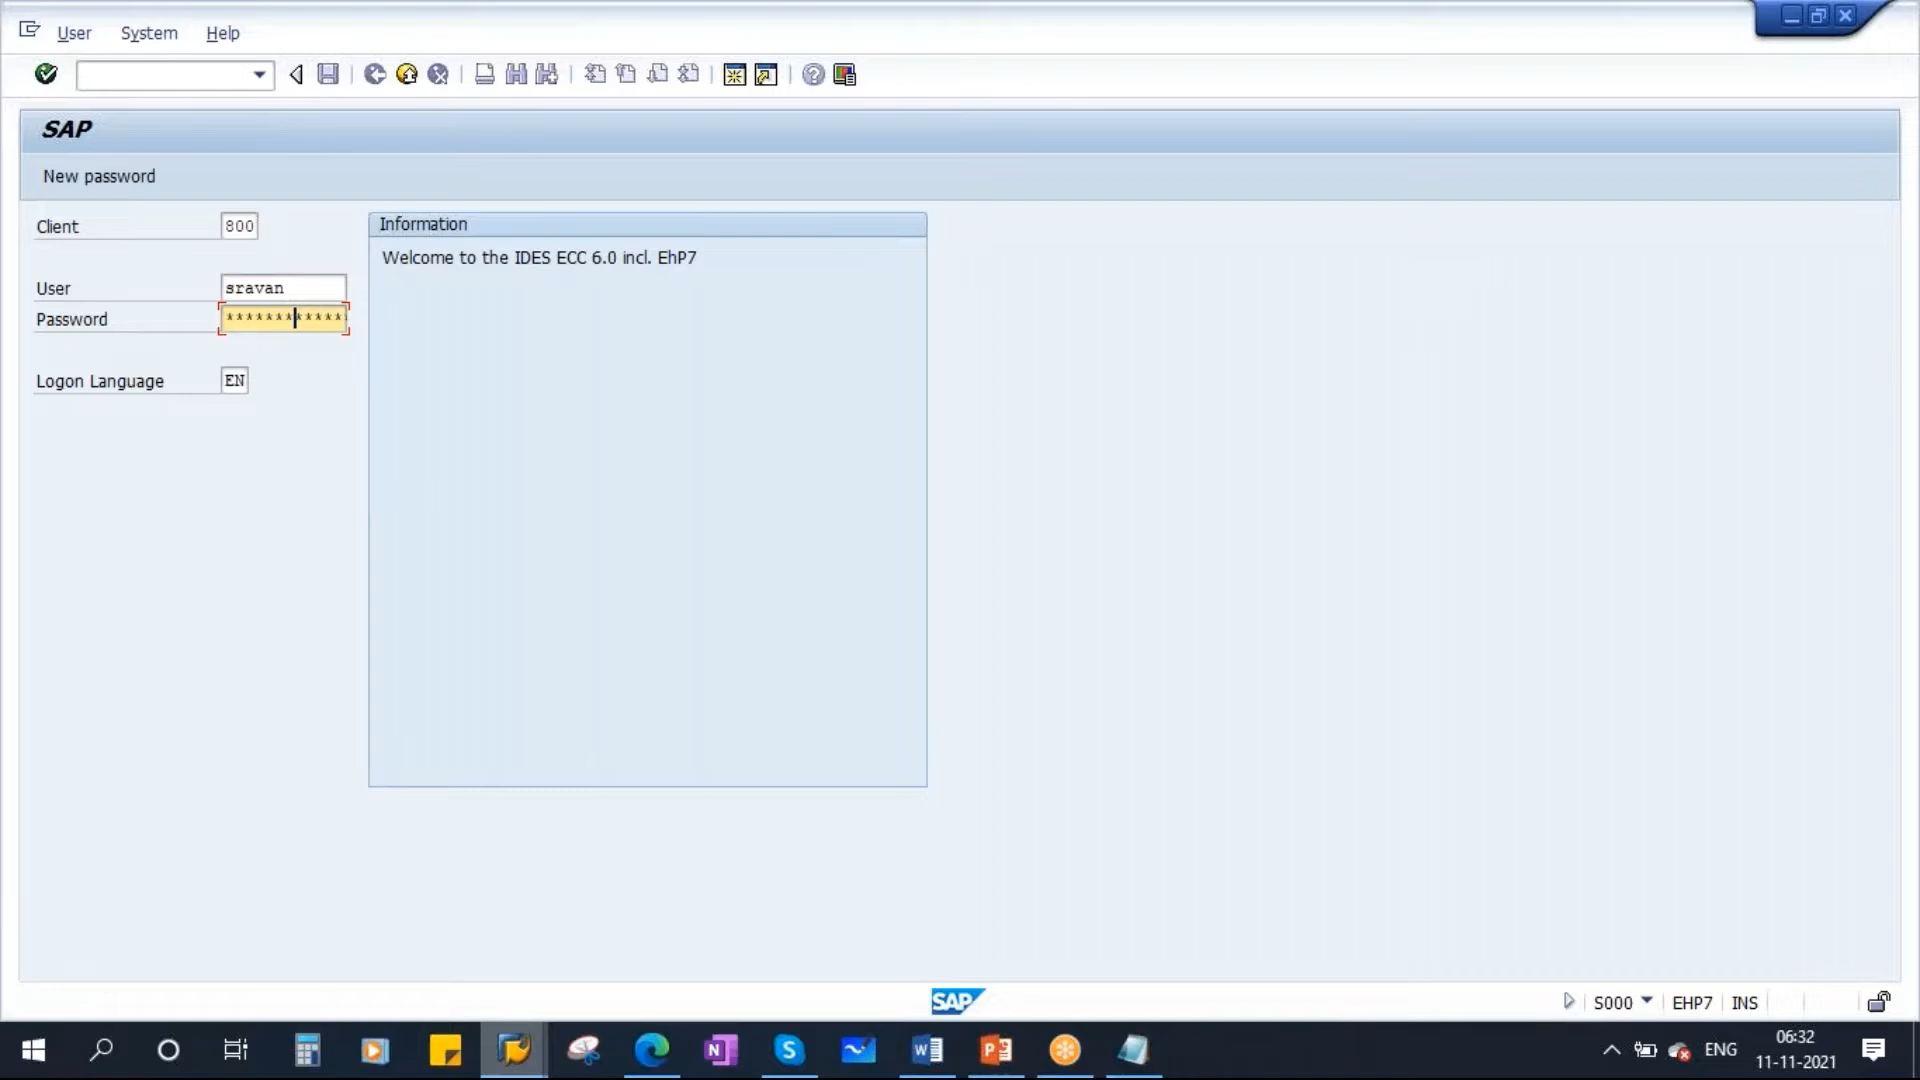 User System Help
SAP
New password
Client 800
Information
Welcome to the IDES ECC 6.0 incl. EhP7
User sravan
Password ************
Logon Language EN
SAP
S000 EHP7 INS
N S W P
ENG
06:32
11-11-2021